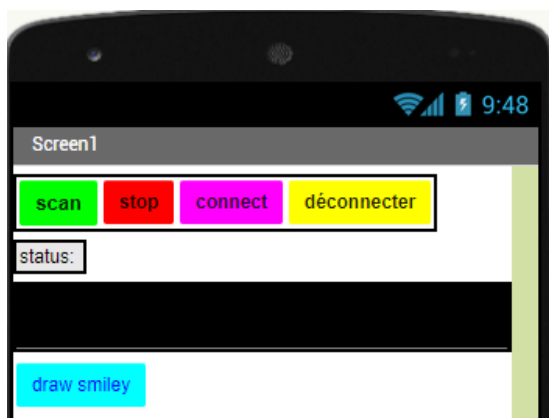 9:48
Screen1
scan stop connect déconnecter
status:
draw smiley